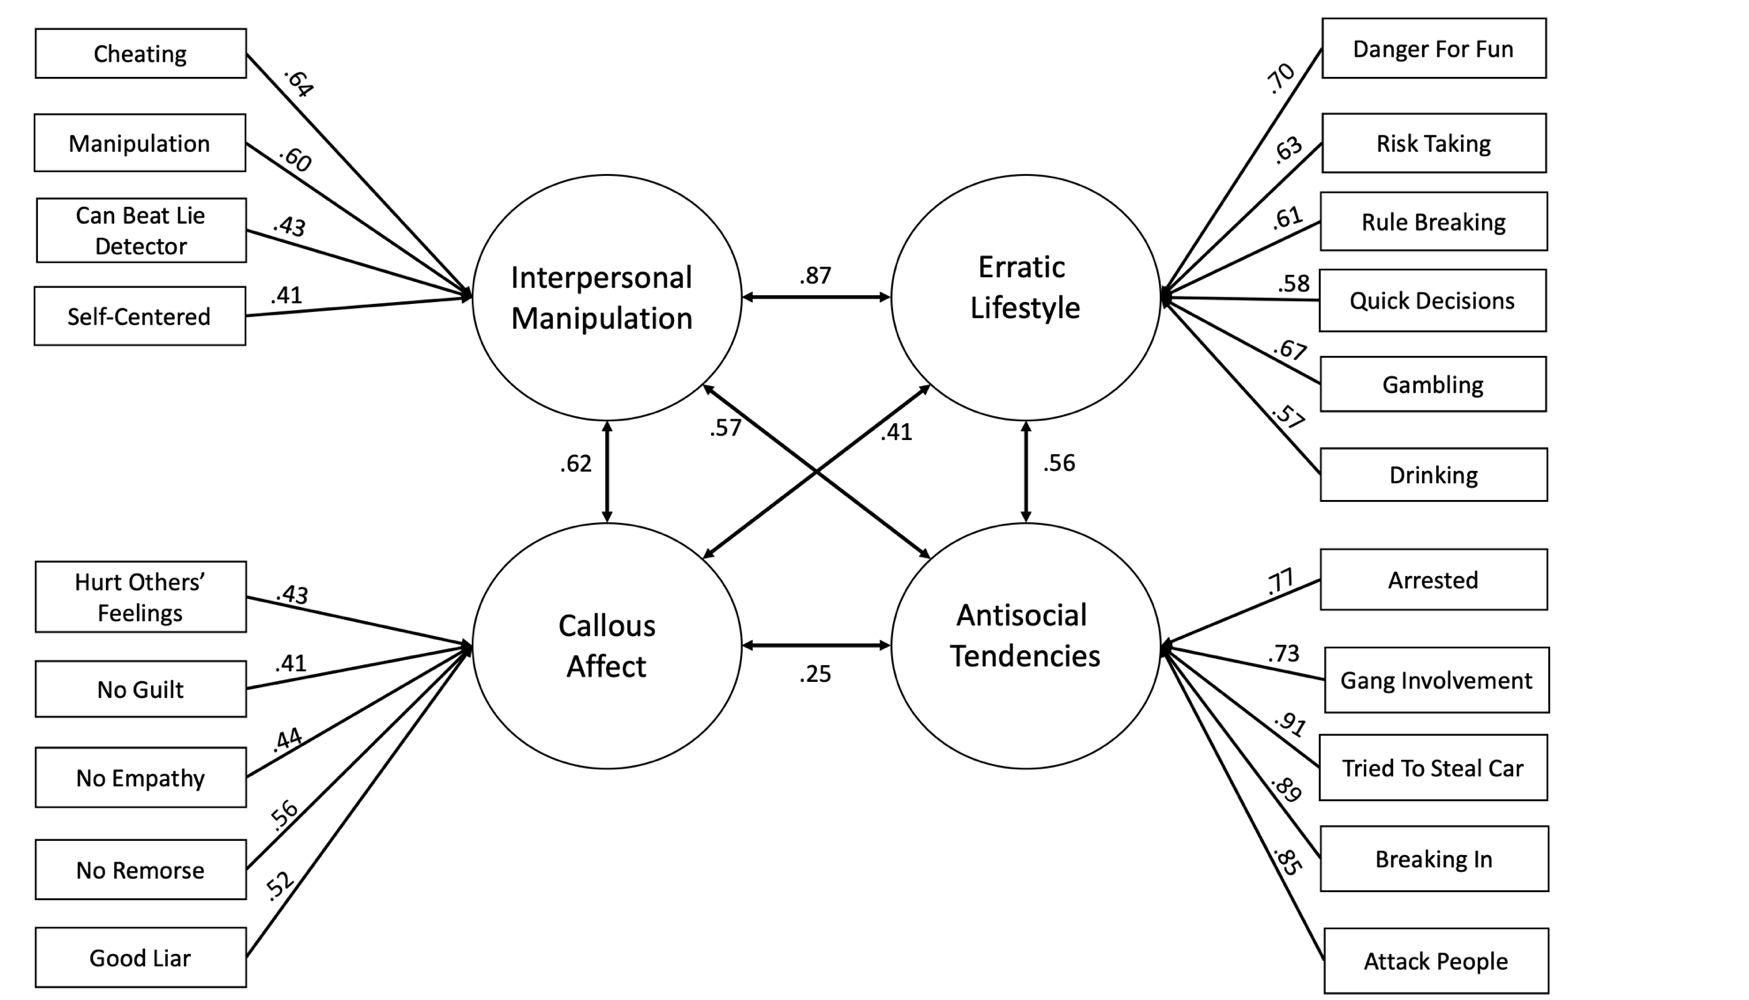 Cheating
.64
Manipulation
.60
Can Beat Lie
Detector
.43
Self-Centered
.41
Interpersonal
Manipulation
.87
Erratic
Lifestyle
.70
Danger For Fun
.63
Risk Taking
.61
Rule Breaking
.58
Quick Decisions
.67
Gambling
.57
Drinking
.57
.41
.62
.56
Hurt Others’
Feelings
.43
No Guilt
.41
No Empathy
.44
No Remorse
.56
Good Liar
.52
Callous
Affect
.25
Antisocial
Tendencies
.77
Arrested
.73
Gang Involvement
.91
Tried To Steal Car
.89
Breaking In
.85
Attack People